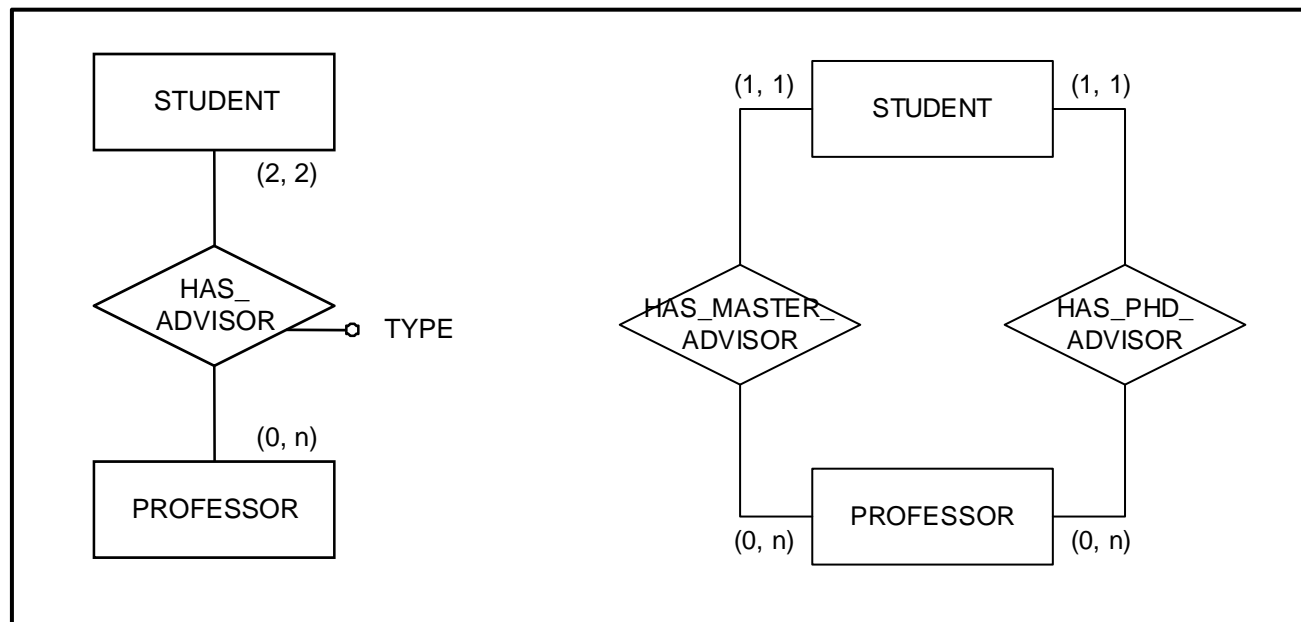 STUDENT
(2, 2)
HAS_
ADVISOR
TYPE
(0, n)
PROFESSOR
(1, 1)
STUDENT
(1, 1)
HAS_MASTER_
ADVISOR
HAS_PHD_
ADVISOR
PROFESSOR
(0, n)
(0, n)